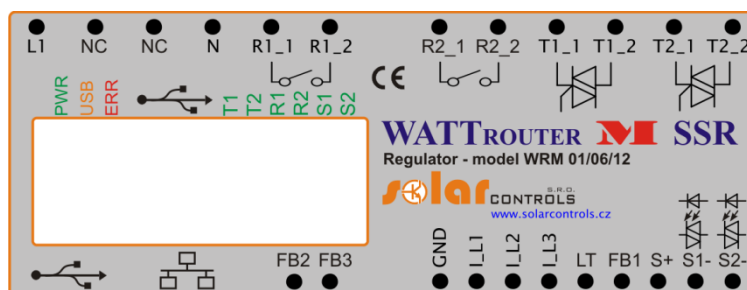 L1 NC NC N R1_1 R1_2 R2_1 R2_2 T1_1 T1_2 T2_1 T2_2
PWR USB ERR T1 T2 R1 R2 S1 S2
CE
WATTROUTER M SSR
Regulator - model WRM 01/06/12
solar CONTROLS S.R.O.
www.solarcontrols.cz
FB2 FB3 GND I_L1 I_L2 I_L3 LT FB1 S+ S1- S2-